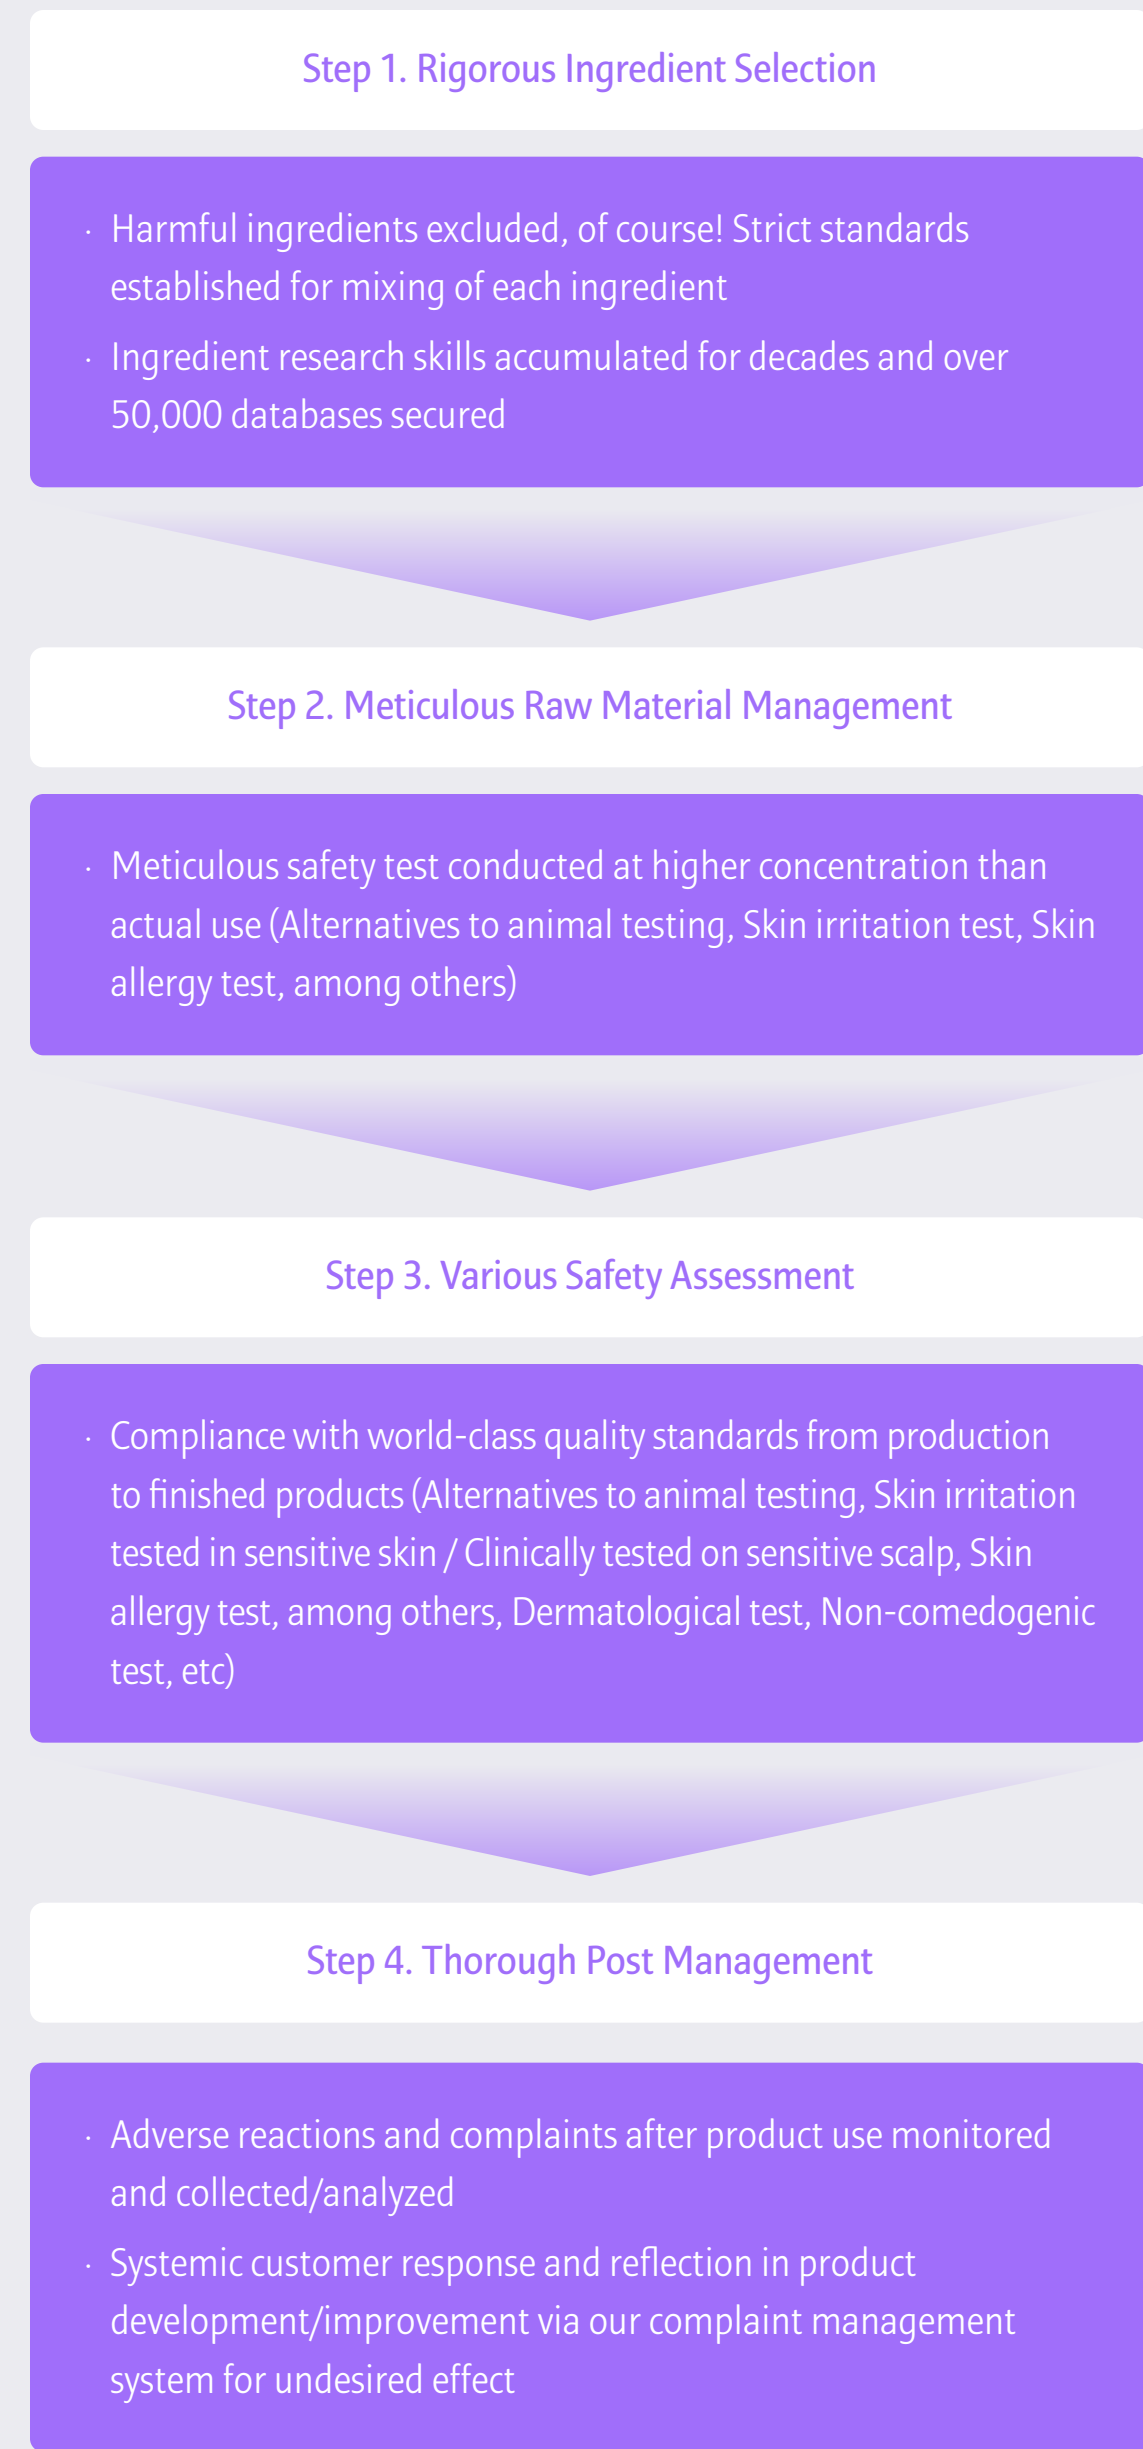 Step 1. Rigorous Ingredient Selection
· Harmful ingredients excluded, of course! Strict standards
established for mixing of each ingredient
· Ingredient research skills accumulated for decades and over
50,000 databases secured
Step 2. Meticulous Raw Material Management
· Meticulous safety test conducted at higher concentration than
actual use (Alternatives to animal testing, Skin irritation test, Skin
allergy test, among others)
Step 3. Various Safety Assessment
· Compliance with world-class quality standards from production
to finished products (Alternatives to animal testing, Skin irritation
tested in sensitive skin / Clinically tested on sensitive scalp, Skin
allergy test, among others, Dermatological test, Non-comedogenic
test, etc)
Step 4. Thorough Post Management
· Adverse reactions and complaints after product use monitored
and collected/analyzed
· Systemic customer response and reflection in product
development/improvement via our complaint management
system for undesired effect